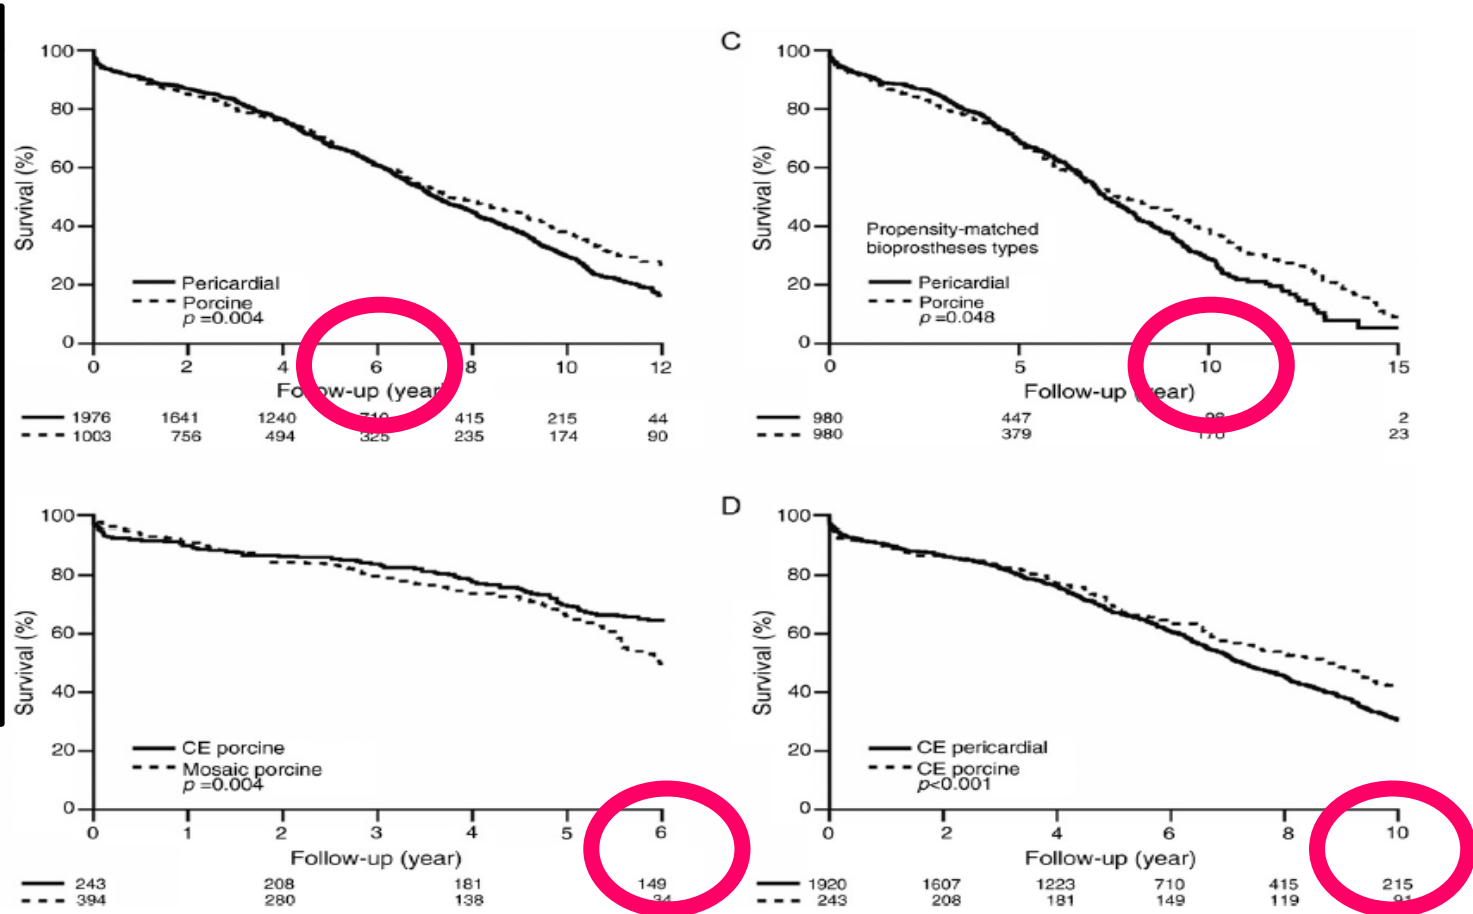 100
80
60
40
20
0
Survival (%)
Pericardial
Porcine
p =0.004
0 2 4 6 8 10 12
Follow-up (year)
1976 1641 1240 710 415 215 44
1003 756 494 325 235 174 90
C
100
80
60
40
20
0
Survival (%)
Propensity-matched
bioprostheses types
Pericardial
Porcine
p =0.048
0 5 10 15
Follow-up (year)
980 447 2
980 379 23
100
80
60
40
20
0
Survival (%)
CE porcine
Mosaic porcine
p =0.004
0 1 2 3 4 5 6
Follow-up (year)
243 208 181 149
394 280 138 34
D
100
80
60
40
20
0
Survival (%)
CE pericardial
CE porcine
p<0.001
0 2 4 6 8 10
Follow-up (year)
1920 1607 1223 710 415 215
243 208 181 149 119 91